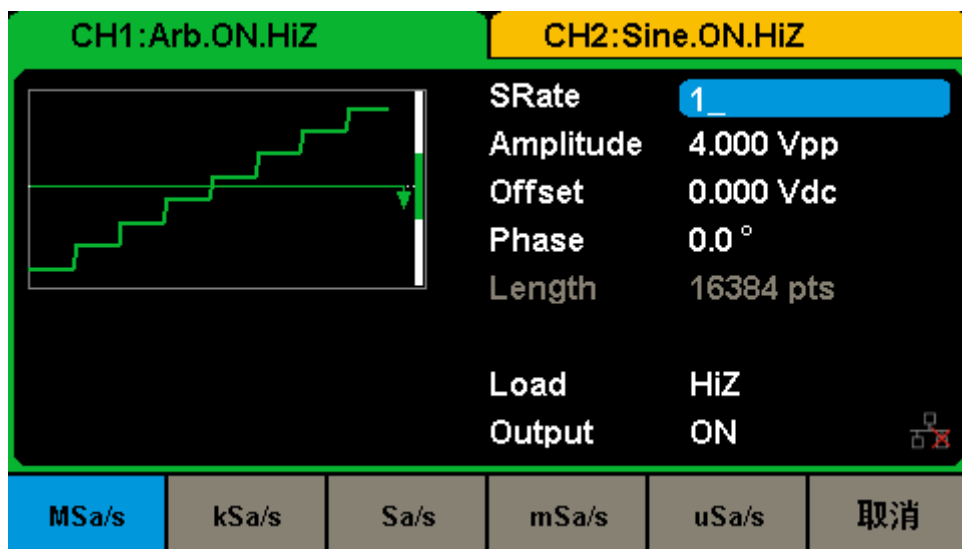 CH1:Arb.ON.HiZ CH2:Sine.ON.HiZ
SRate 1_
Amplitude 4.000 Vpp
Offset 0.000 Vdc
Phase 0.0 °
Length 16384 pts
Load HiZ
Output ON
MSa/s kSa/s Sa/s mSa/s uSa/s 取消